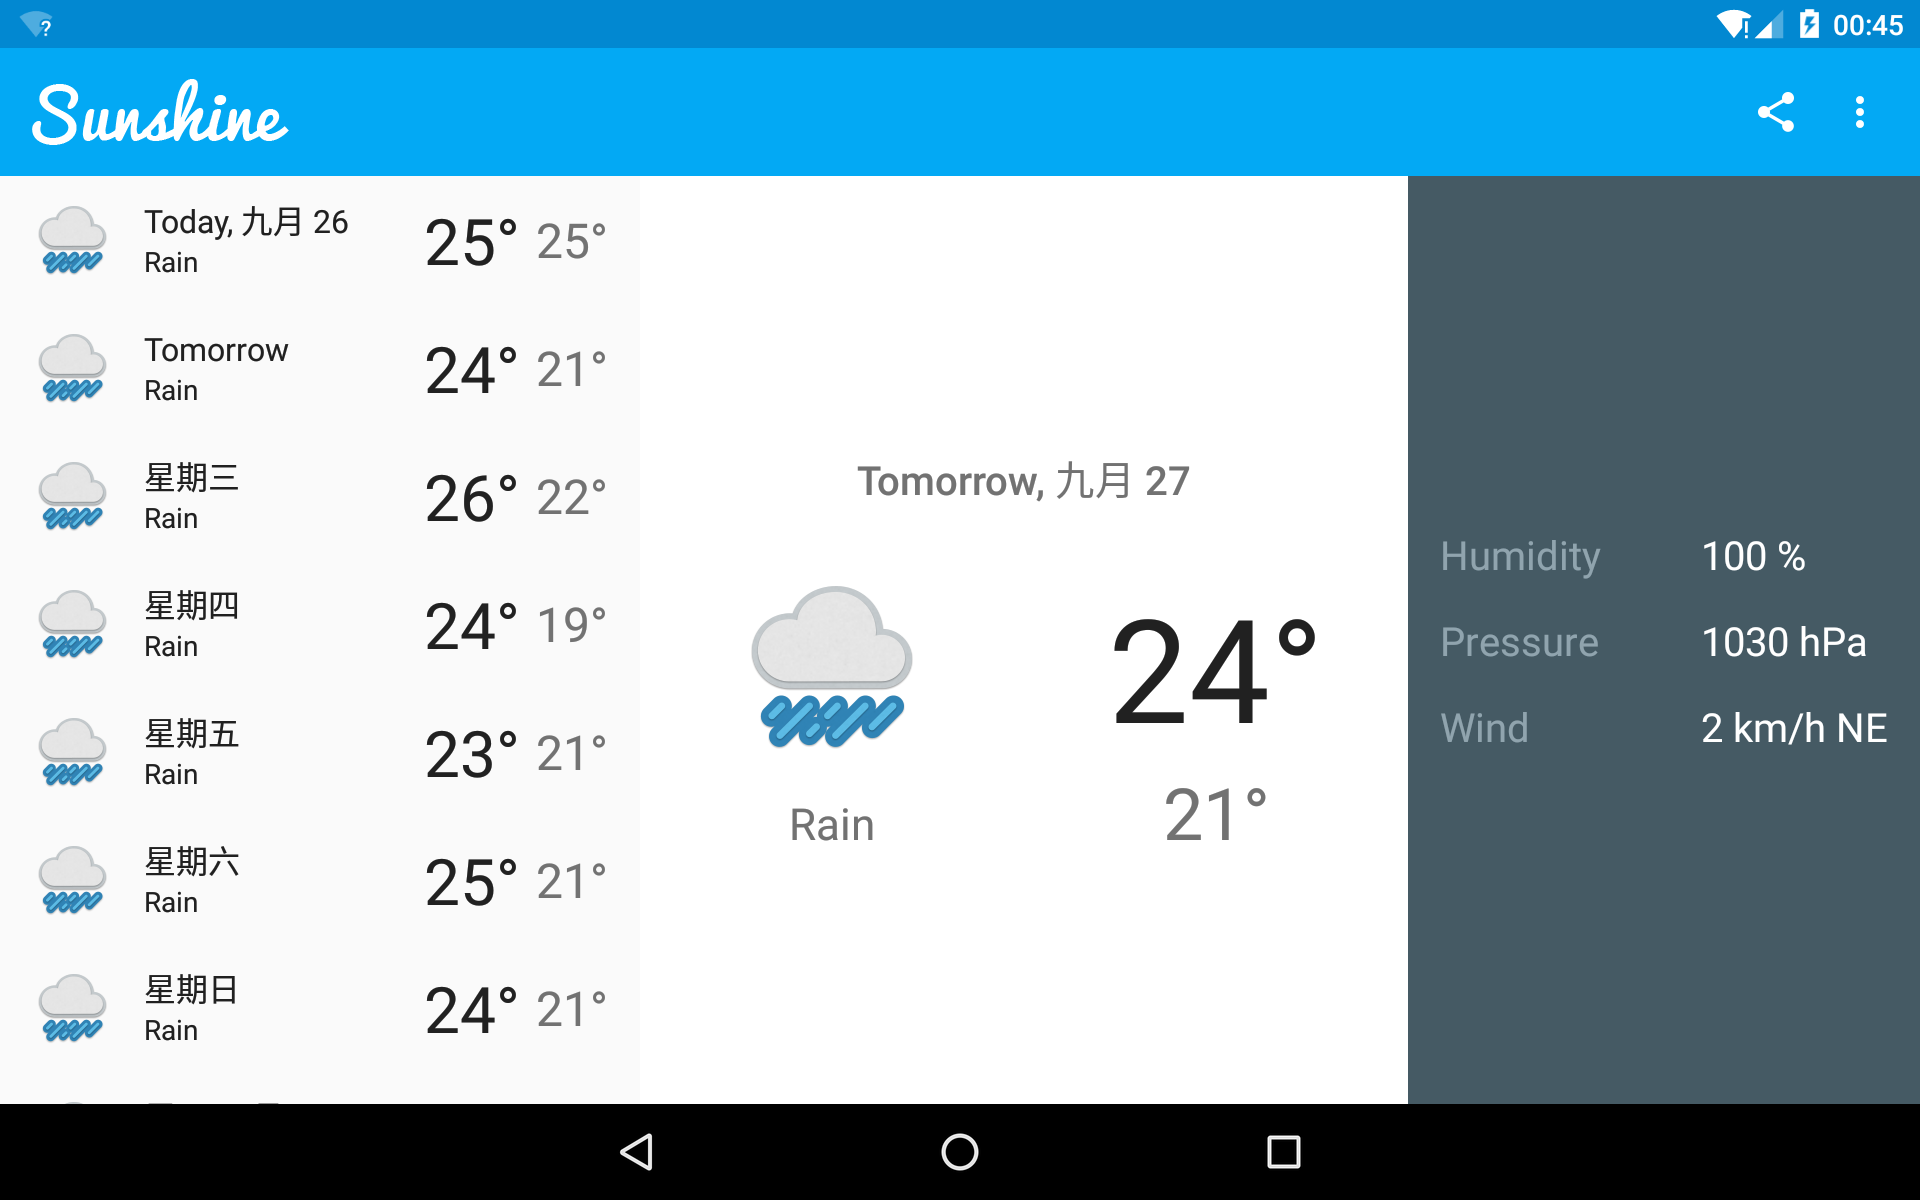 00:45
Sunshine
Today, 九月 26
Rain
25° 25°
Tomorrow
Rain
24° 21°
星期三
Rain
26° 22°
星期四
Rain
24° 19°
星期五
Rain
23° 21°
星期六
Rain
25° 21°
星期日
Rain
24° 21°
Tomorrow, 九月 27
24°
21°
Rain
Humidity 100 %
Pressure 1030 hPa
Wind 2 km/h NE